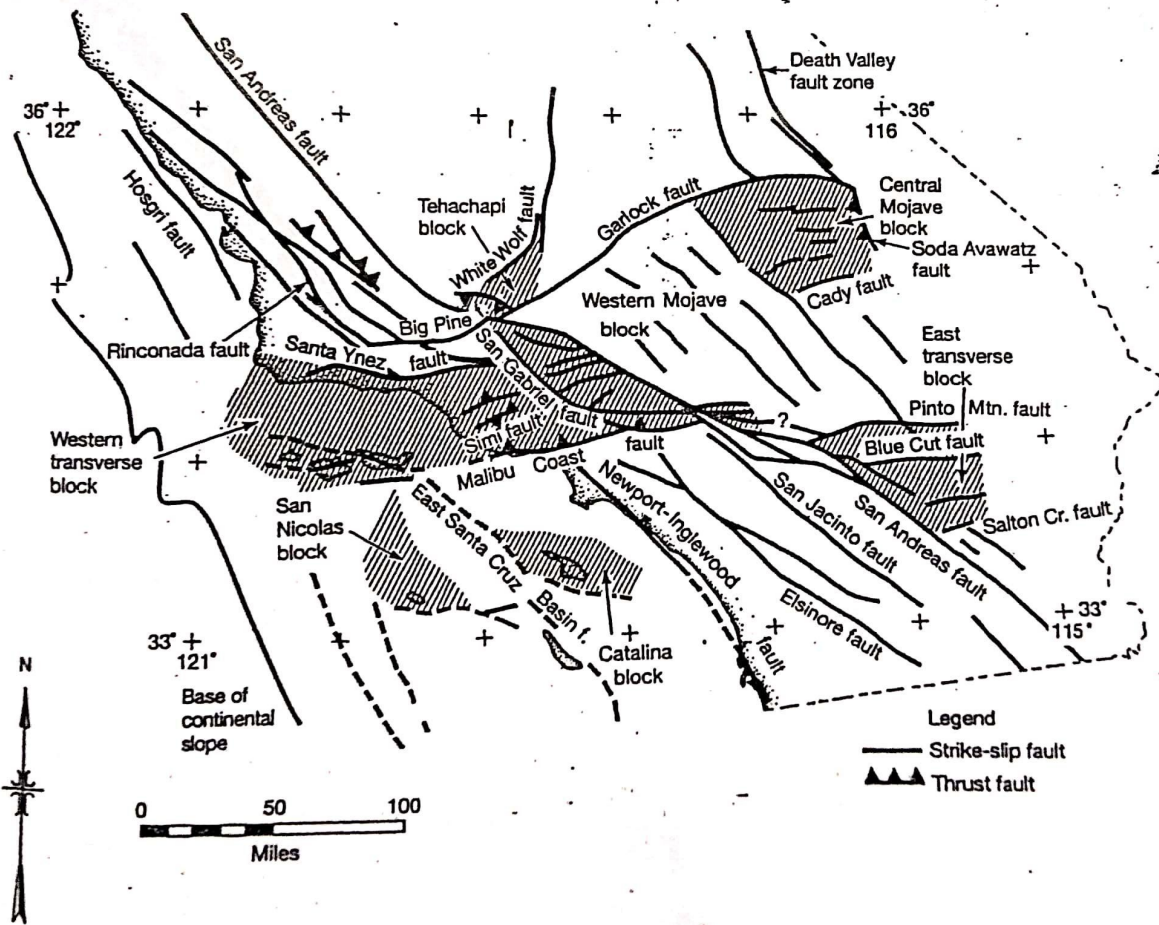 San Andreas fault
Death Valley
fault zone
36°
122°
116
36°
Hosgri fault
Tehachapi
block
White Wolf fault
Garlock fault
Central
Mojave
block
Soda Avawatz
fault
Cady fault
Western Mojave
block
Big Pine
fault
Rinconada fault
Santa Ynez
fault
San Gabriel fault
East
transverse
block
Pinto Mtn. fault
?
Blue Cut fault
Simi fault
Western
transverse
block
Malibu Coast fault
San
Nicolas
block
East Santa Cruz Basin f.
Newport-Inglewood fault
San Jacinto fault
San Andreas fault
Salton Cr. fault
Elsinore fault
33°
121°
33°
115°
Catalina
block
Base of
continental
slope
N
Legend
Strike-slip fault
Thrust fault
0 50 100
Miles